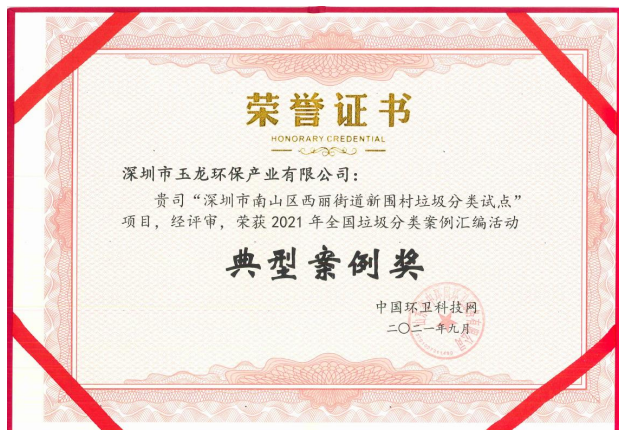 荣誉证书
HONORARY CREDENTIAL
深圳市玉龙环保产业有限公司：
贵司“深圳市南山区西丽街道新围村垃圾分类试点”
项目，经评审，荣获2021年全国垃圾分类案例汇编活动
典型案例奖
中国环卫科技网
二〇二一年九月